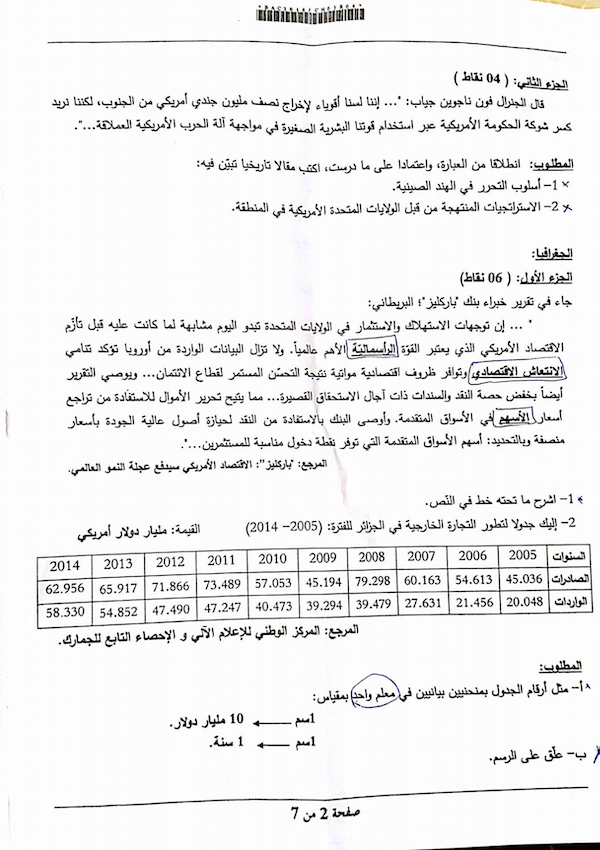 *BAC2018/CHS1808*
الجزء الثاني: ( 04 نقاط )
قال الجنرال فون ناجوين جياب: "... إننا لسنا أقوياء لإخراج نصف مليون جندي أمريكي من الجنوب، لكننا نريد
كسر شوكة الحكومة الأمريكية عبر استخدام قوتنا البشرية الصغيرة في مواجهة آلة الحرب الأمريكية العملاقة...".
المطلوب: انطلاقا من العبارة، واعتمادا على ما درست، اكتب مقالا تاريخيا تبيّن فيه:
1- أسلوب التحرر في الهند الصينية.
2- الاستراتجيات المنتهجة من قبل الولايات المتحدة الأمريكية في المنطقة.
الجغرافيا:
الجزء الأول: ( 06 نقاط)
جاء في تقرير خبراء بنك "باركليز"؛ البريطاني:
" ... إن توجهات الاستهلاك والاستثمار في الولايات المتحدة تبدو اليوم مشابهة لما كانت عليه قبل تأزّم
الاقتصاد الأمريكي الذي يعتبر القوّة الرأسماليّة الأهم عالمياً. ولا تزال البيانات الواردة من أوروبا تؤكد تنامي
الانتعاش الاقتصادي وتوافر ظروف اقتصادية مواتية نتيجة التحسّن المستمر لقطاع الائتمان... ويوصي التقرير
أيضاً بخفض حصة النقد والسندات ذات آجال الاستحقاق القصيرة... مما يتيح تحرير الأموال للاستفادة من تراجع
أسعار الأسهم في الأسواق المتقدمة. وأوصى البنك بالاستفادة من النقد لحيازة أصول عالية الجودة بأسعار
منصفة وبالتحديد: أسهم الأسواق المتقدمة التي توفر نقطة دخول مناسبة للمستثمرين...".
المرجع: "باركليز": الاقتصاد الأمريكي سيدفع عجلة النمو العالمي.
1- اشرح ما تحته خط في النّص.
2- إليك جدولا لتطور التجارة الخارجية في الجزائر للفترة: (2005- 2014) القيمة: مليار دولار أمريكي
السنوات 2005 2006 2007 2008 2009 2010 2011 2012 2013 2014
الصادرات 45.036 54.613 60.163 79.298 45.194 57.053 73.489 71.866 65.917 62.956
الواردات 20.048 21.456 27.631 39.479 39.294 40.473 47.247 47.490 54.852 58.330
المرجع: المركز الوطني للإعلام الآلي و الإحصاء التابع للجمارك.
المطلوب:
أ- مثل أرقام الجدول بمنحنيين بيانيين في معلم واحد بمقياس:
1سم ← 10 مليار دولار.
1سم ← 1 سنة.
ب- علّق على الرسم.
صفحة 2 من 7